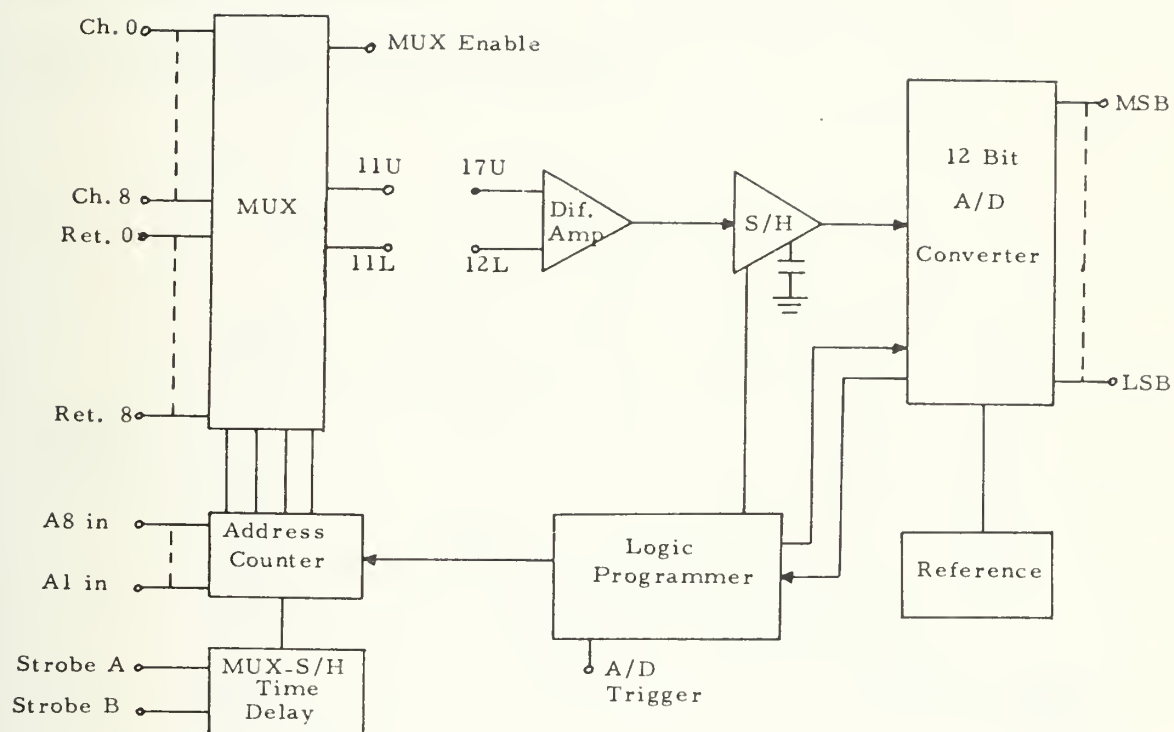 Ch. 0
MUX Enable
MSB
12 Bit
A/D
Converter
11U
17U
Ch. 8
MUX
Dif.
Amp
S/H
Ret. 0
11L
12L
LSB
Ret. 8
A8 in
Address
Counter
Logic
Programmer
Reference
A1 in
Strobe A
MUX-S/H
Time
Delay
A/D
Trigger
Strobe B